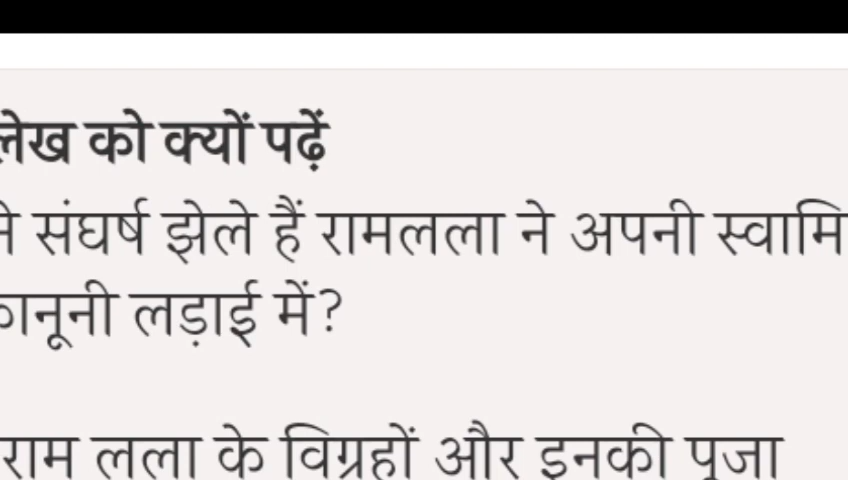 लेख को क्यों पढ़ें
संघर्ष झेले हैं रामलला ने अपनी
लड़ाई में?
राम लला के विग्रहों और इनकी पूजा